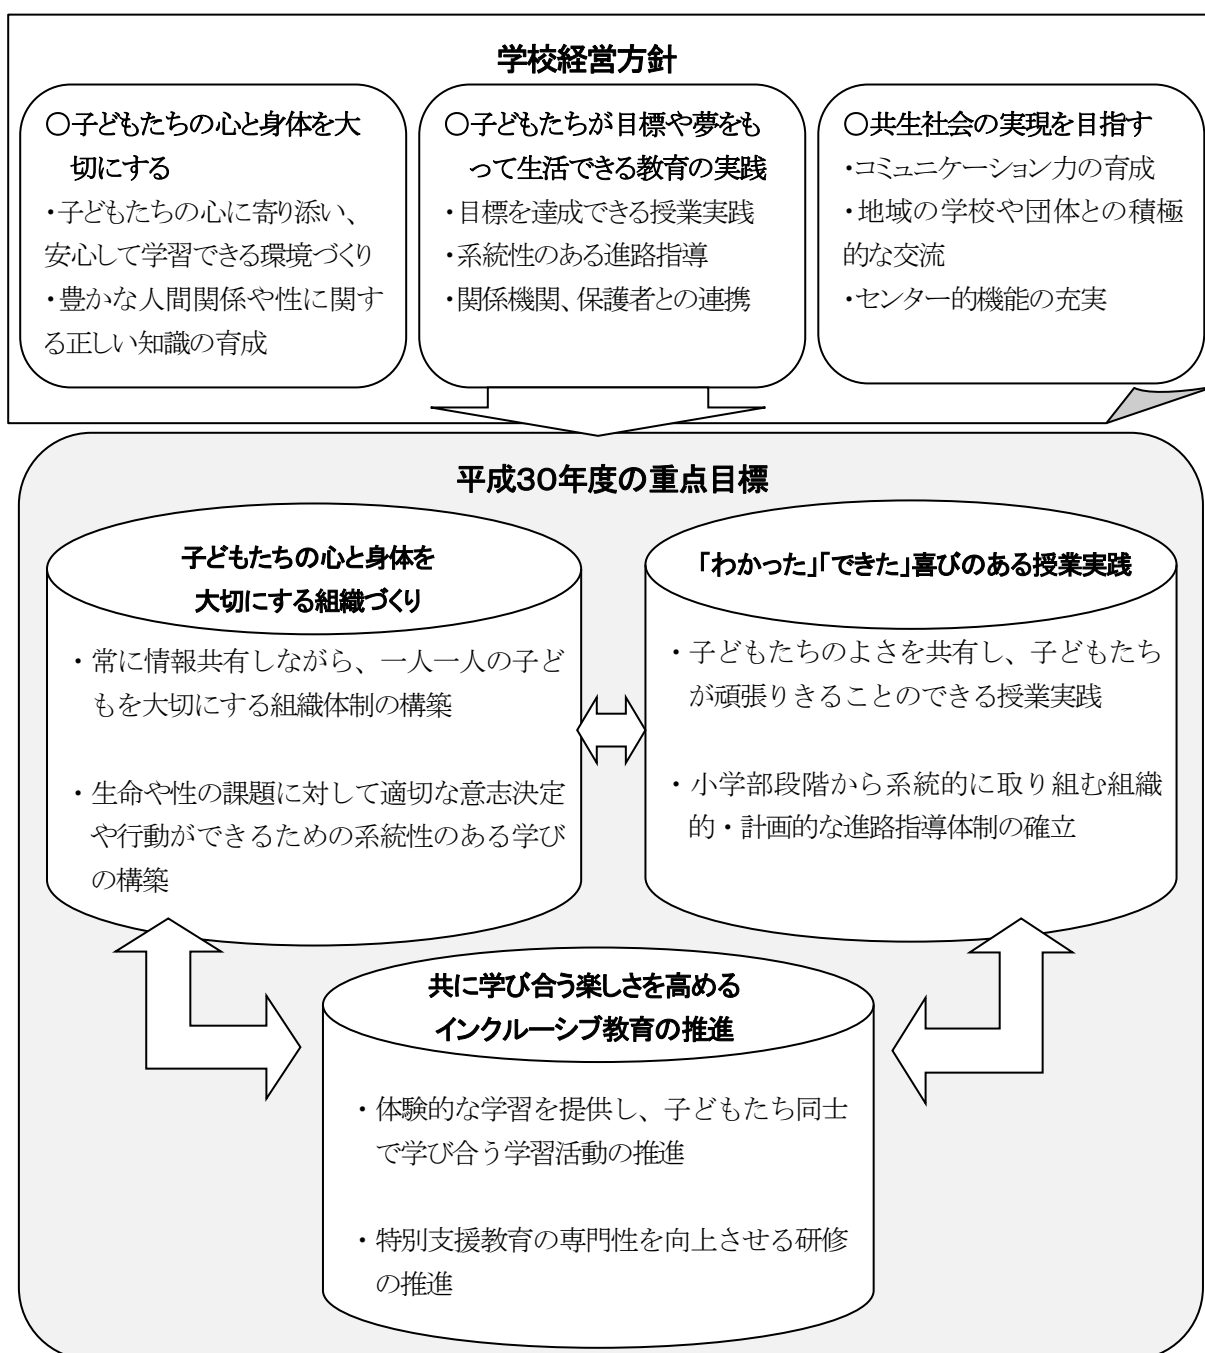 学校経営方針
○子どもたちの心と身体を大
切にする
・子どもたちの心に寄り添い、
安心して学習できる環境づくり
・豊かな人間関係や性に関す
る正しい知識の育成
○子どもたちが目標や夢をも
って生活できる教育の実践
・目標を達成できる授業実践
・系統性のある進路指導
・関係機関、保護者との連携
○共生社会の実現を目指す
・コミュニケーション力の育成
・地域の学校や団体との積極
的な交流
・センター的機能の充実
平成30年度の重点目標
子どもたちの心と身体を
大切にする組織づくり
・常に情報共有しながら、一人一人の子ど
もを大切にする組織体制の構築
・生命や性の課題に対して適切な意志決定
や行動ができるための系統性のある学び
の構築
「わかった」「できた」喜びのある授業実践
・子どもたちのよさを共有し、子どもたち
が頑張りきることのできる授業実践
・小学部段階から系統的に取り組む組織
的・計画的な進路指導体制の確立
共に学び合う楽しさを高める
インクルーシブ教育の推進
・体験的な学習を提供し、子どもたち同士
で学び合う学習活動の推進
・特別支援教育の専門性を向上させる研修
の推進